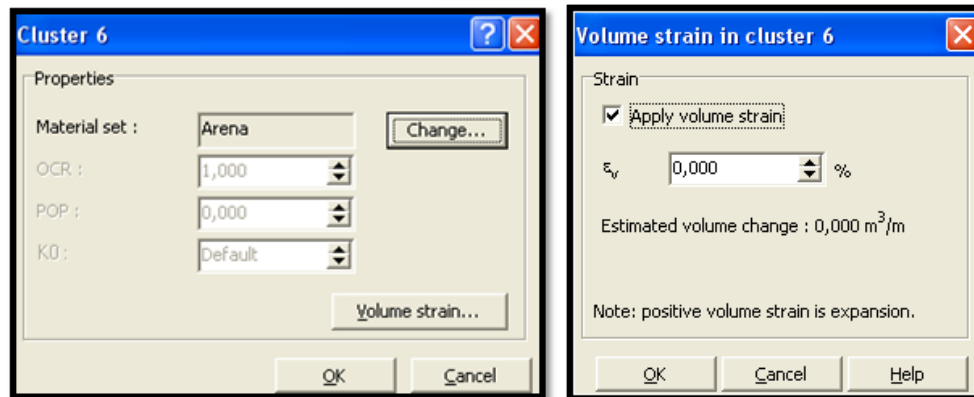 Cluster 6
Properties
Material set :
Arena
Change...
OCR :
1,000
POP :
0,000
K0 :
Default
Volume strain...
OK
Cancel
Volume strain in cluster 6
Strain
Apply volume strain
εv
0,000
%
Estimated volume change : 0,000 m³/m
Note: positive volume strain is expansion.
OK
Cancel
Help